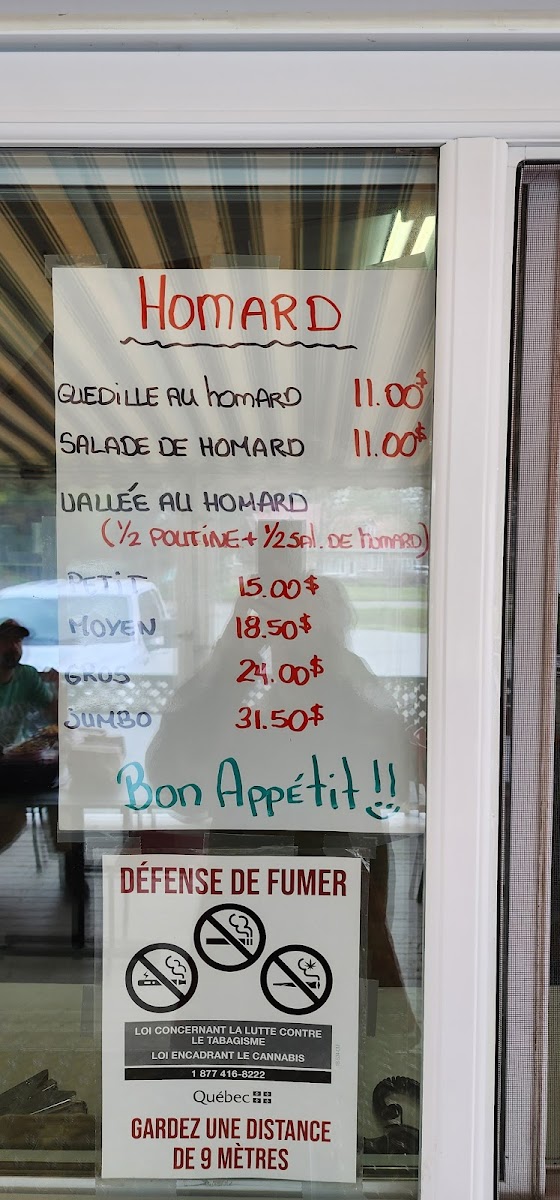 HOMARD
GUEDILLE AU homARD 11.00$
SALADE DE HOMARD 11.00$
VALLÉE AU HOMARD
(1/2 POUTINE + 1/2 SAL. DE HOMARD)
PETIT 15.00$
MOYEN 18.50$
GROS 24.00$
JUMBO 31.50$
Bon Appétit !!
DÉFENSE DE FUMER
LOI CONCERNANT LA LUTTE CONTRE
LE TABAGISME
LOI ENCADRANT LE CANNABIS
1 877 416-8222
Québec
GARDEZ UNE DISTANCE
DE 9 MÈTRES